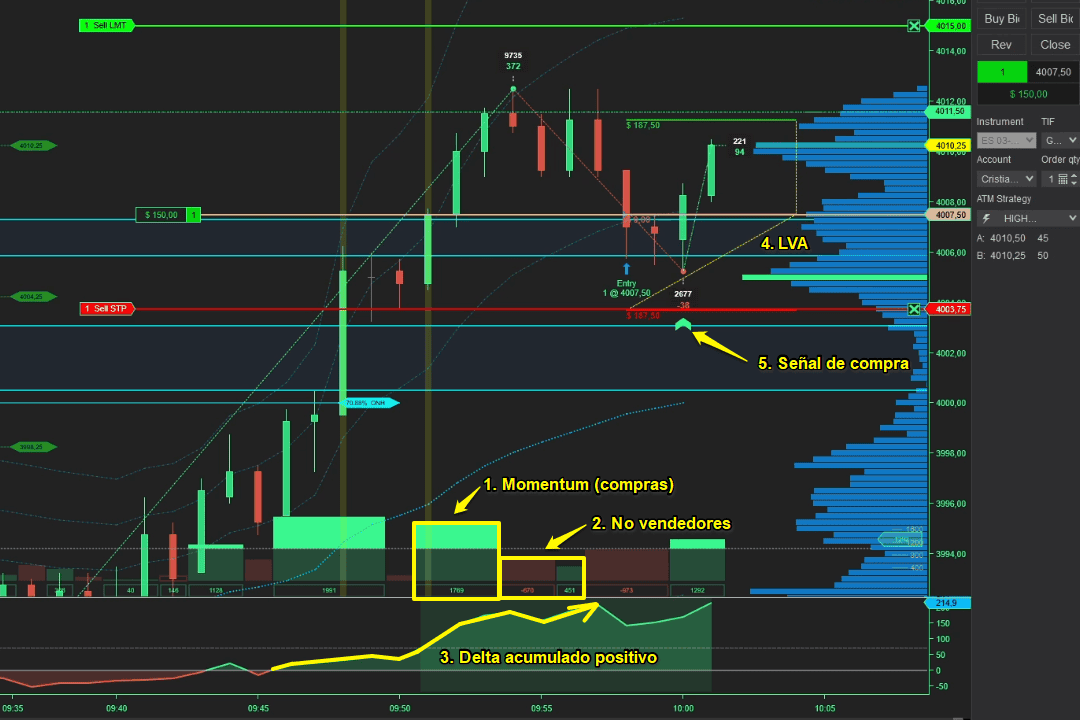 4016,00
Buy Bi
Sell Bi
1 Sell LMT
4015,00
Rev
Close
4014,00
9735
372
1
4007,50
$ 150,00
4012,00
4011,50
Instrument
TIF
$ 187,50
ES 03-...
G...
4010,25
221
94
4010,25
4010,00
Account
Order qty
Cristia...
1
ATM Strategy
4008,00
HIGH...
$ 150,00
1
4007,50
A: 4010,50 45
4. LVA
B: 4010,25 50
4006,00
Entry
1 @ 4007,50
4004,25
2677
-38
1 Sell STP
4003,75
$ 187,50
5. Señal de compra
4002,00
4000,00
70.88% ONH
3998,25
3998,00
1. Momentum (compras)
3996,00
2. No vendedores
3994,00
40
146
1128
1991
1769
-678
451
-973
1292
214.9
150
100
50
0
-50
3. Delta acumulado positivo
09:35
09:40
09:45
09:50
09:55
10:00
10:05